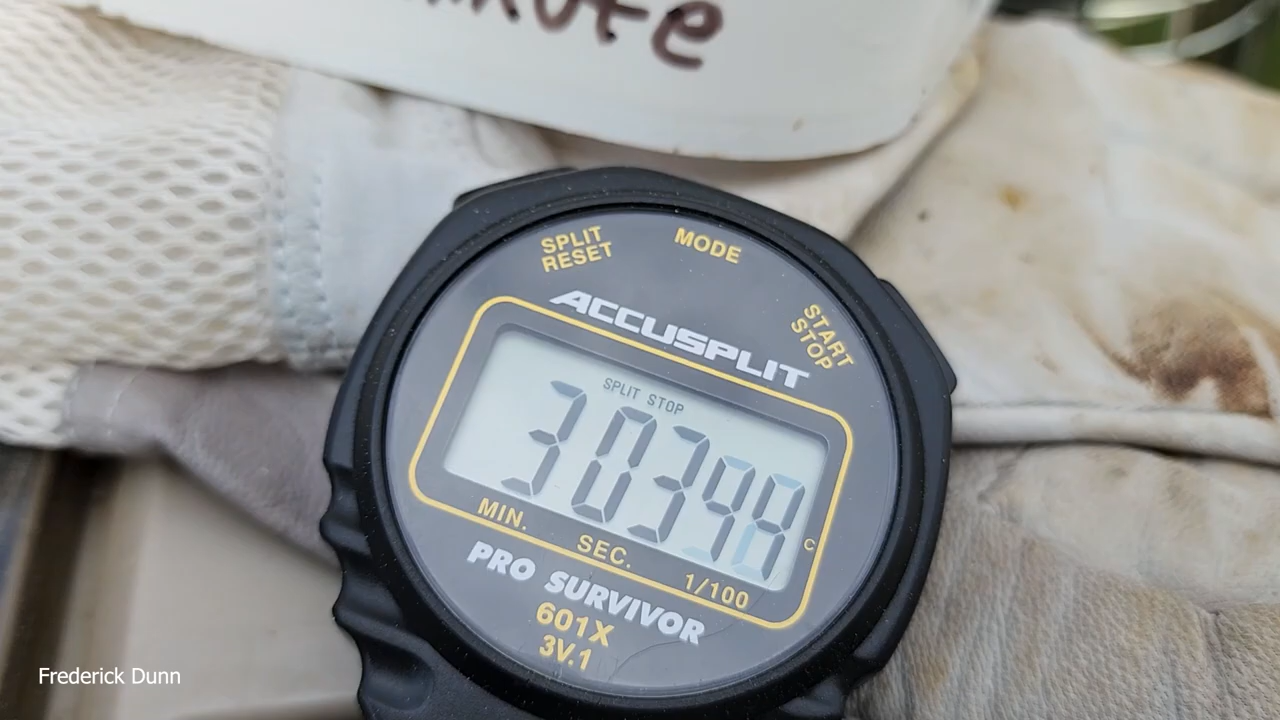 SPLIT
RESET
MODE
START
STOP
ACCUSPLIT
SPLIT STOP
MIN.
SEC.
1/100
C
PRO SURVIVOR
601X
3V.1
Frederick Dunn